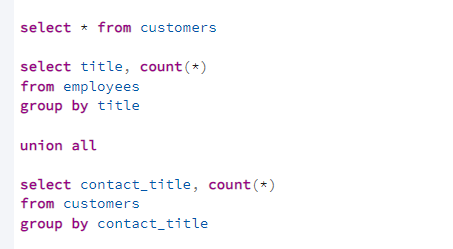 select * from customers
select title, count(*)
from employees
group by title
union all
select contact_title, count(*)
from customers
group by contact_title